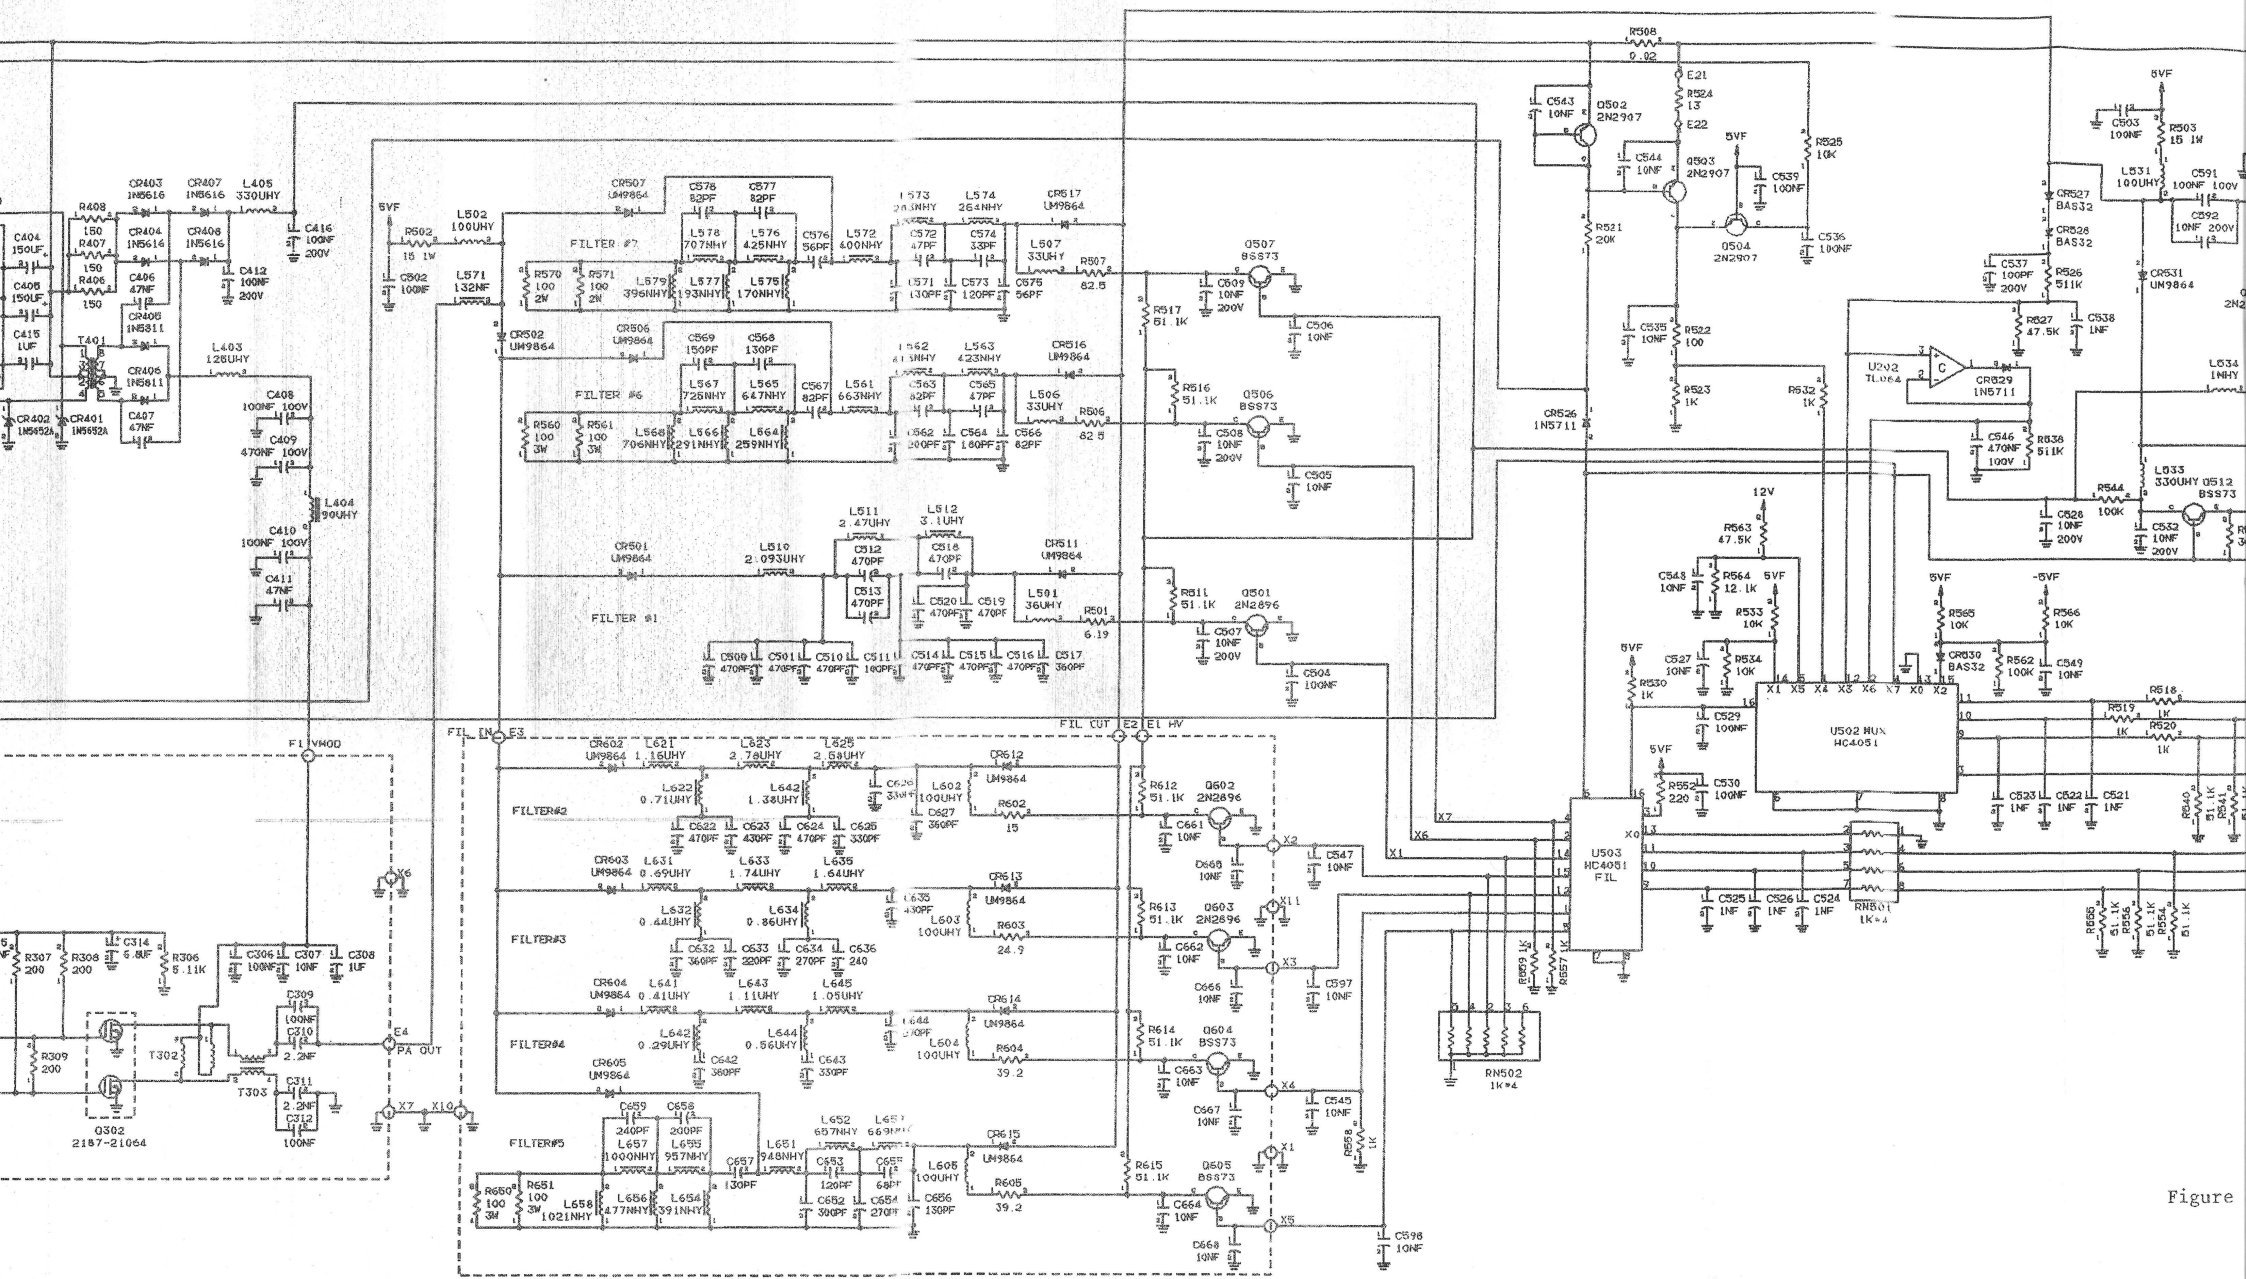 R508
0.02
E21
R524
13
E22
C543
10NF
Q502
2N2907
C544
10NF
Q503
2N2907
5VF
C539
100NF
R525
10K
Q504
2N2907
C536
100NF
R521
20K
C535
10NF
R522
100
R523
1K
R532
1K
CR526
1N5711
5VF
C503
100NF
R503
15 1W
L531
100UHY
C591
100NF 100V
C592
10NF 200V
CR527
BAS32
CR528
BAS32
C537
100PF
200V
R526
511K
R527
47.5K
C538
1NF
CR531
UM9864
U202
TL064
C
CR529
1N5711
C546
470NF
100V
R538
511K
L534
1NHY
L533
330UHY
Q512
BSS73
R544
100K
C528
10NF
200V
C532
10NF
200V
R408
150
R407
150
R406
150
CR403
1N5616
CR407
1N5616
L405
330UHY
CR404
1N5616
CR408
1N5616
C406
47NF
C412
100NF
200V
C416
100NF
200V
C404
150UF
C405
150UF
C415
1UF
T401
CR405
1N5811
CR406
1N5811
C407
47NF
CR402
1N5652A
CR401
1N5652A
L403
125UHY
C408
100NF 100V
C409
470NF 100V
L404
90UHY
C410
100NF 100V
C411
47NF
5VF
R502
15 1W
C502
100NF
L502
100UHY
L571
132NF
CR502
UM9864
CR507
UM9864
FILTER #7
R570
100
2W
R571
100
2W
C578
82PF
C577
82PF
L578
707NHY
L576
425NHY
C576
56PF
L572
400NHY
L579
396NHY
L577
193NHY
L575
170NHY
L574
264NHY
C572
47PF
C574
33PF
130PF
C573
120PF
C575
56PF
CR517
UM9864
L507
33UHY
R507
82.5
R517
51.1K
Q507
BSS73
C509
10NF
200V
C506
10NF
CR506
UM9864
FILTER #6
R560
100
3W
R561
100
3W
C569
150PF
C568
130PF
L567
725NHY
L565
647NHY
C567
82PF
L561
663NHY
L568
706NHY
L566
291NHY
L564
259NHY
L563
423NHY
C563
C565
47PF
C564
160PF
C566
82PF
CR516
UM9864
L506
33UHY
R506
82.5
R516
51.1K
Q506
BSS73
C508
10NF
200V
C505
10NF
CR501
UM9864
FILTER #1
L510
2.093UHY
L511
2.47UHY
C512
470PF
C513
470PF
L512
3.1UHY
C518
470PF
C520
470PF
C519
470PF
C500
470PF
C501
470PF
C510
470PF
C511
100PF
C514
470PF
C515
470PF
C516
470PF
C517
360PF
CR511
UM9864
L501
36UHY
R501
6.19
R511
51.1K
Q501
2N2896
C507
10NF
200V
C504
100NF
12V
R563
47.5K
C548
10NF
R564
12.1K
5VF
R533
10K
C527
10NF
R534
10K
5VF
R530
1K
C529
100NF
5VF
R565
10K
-5VF
R566
10K
CR530
BAS32
R562
100K
C549
10NF
X1 X5 X4 X3 X6 X7 X0 X2
U502 MUX
HC4051
R518
1K
R519
1K
R520
1K
C523
1NF
C522
1NF
C521
1NF
R540
51.1K
R541
51.1K
5VF
R552
220
C530
100NF
U503
HC4051
FIL
X0
X7
X6
X1
C525
1NF
C526
1NF
C524
1NF
RN501
1K*4
R555
51.1K
R556
51.1K
R554
51.1K
R559 1K
R557 1K
RN502
1K*4
F1 VMOD
FIL IN E3
FIL OUT E2 E1 HV
FILTER#2
CR602
UM9864
L621
1.15UHY
L623
2.78UHY
L625
2.58UHY
L622
0.71UHY
L642
1.38UHY
C622
470PF
C623
430PF
C624
470PF
C625
330PF
C627
360PF
L602
100UHY
CR612
UM9864
R602
15
R612
51.1K
Q602
2N2896
C661
10NF
C665
10NF
X2
C547
10NF
FILTER#3
CR603
UM9864
L631
0.69UHY
L633
1.74UHY
L635
1.64UHY
L632
0.44UHY
L634
0.86UHY
C632
360PF
C633
220PF
C634
270PF
C636
240
L603
100UHY
CR613
UM9864
R603
24.9
R613
51.1K
Q603
2N2896
C662
10NF
C666
10NF
X11
X3
C597
10NF
FILTER#4
CR604
UM9864
L641
0.41UHY
L643
1.11UHY
L645
1.05UHY
L642
0.29UHY
L644
0.56UHY
C642
360PF
C643
330PF
L604
100UHY
CR614
UM9864
R604
39.2
R614
51.1K
Q604
BSS73
C663
10NF
C667
10NF
X4
C545
10NF
R558
1K
FILTER#5
CR605
UM9864
C659
240PF
C658
200PF
L657
1000NHY
L655
957NHY
C657
130PF
L651
948NHY
L652
657NHY
C653
120PF
R650
100
3W
R651
100
3W
L658
1021NHY
L656
477NHY
L654
391NHY
C652
300PF
C654
270PF
C656
130PF
L605
100UHY
CR615
UM9864
R605
39.2
R615
51.1K
Q605
BSS73
C664
10NF
C668
10NF
X1
X5
C598
10NF
X6
R307
200
R308
200
C314
6.8UF
R306
5.11K
C306
100NF
C307
10NF
C308
1UF
C309
100NF
C310
2.2NF
C311
2.2NF
C312
100NF
R309
200
T302
T303
Q302
2187-21064
E4
PA OUT
X7 X10
Figure